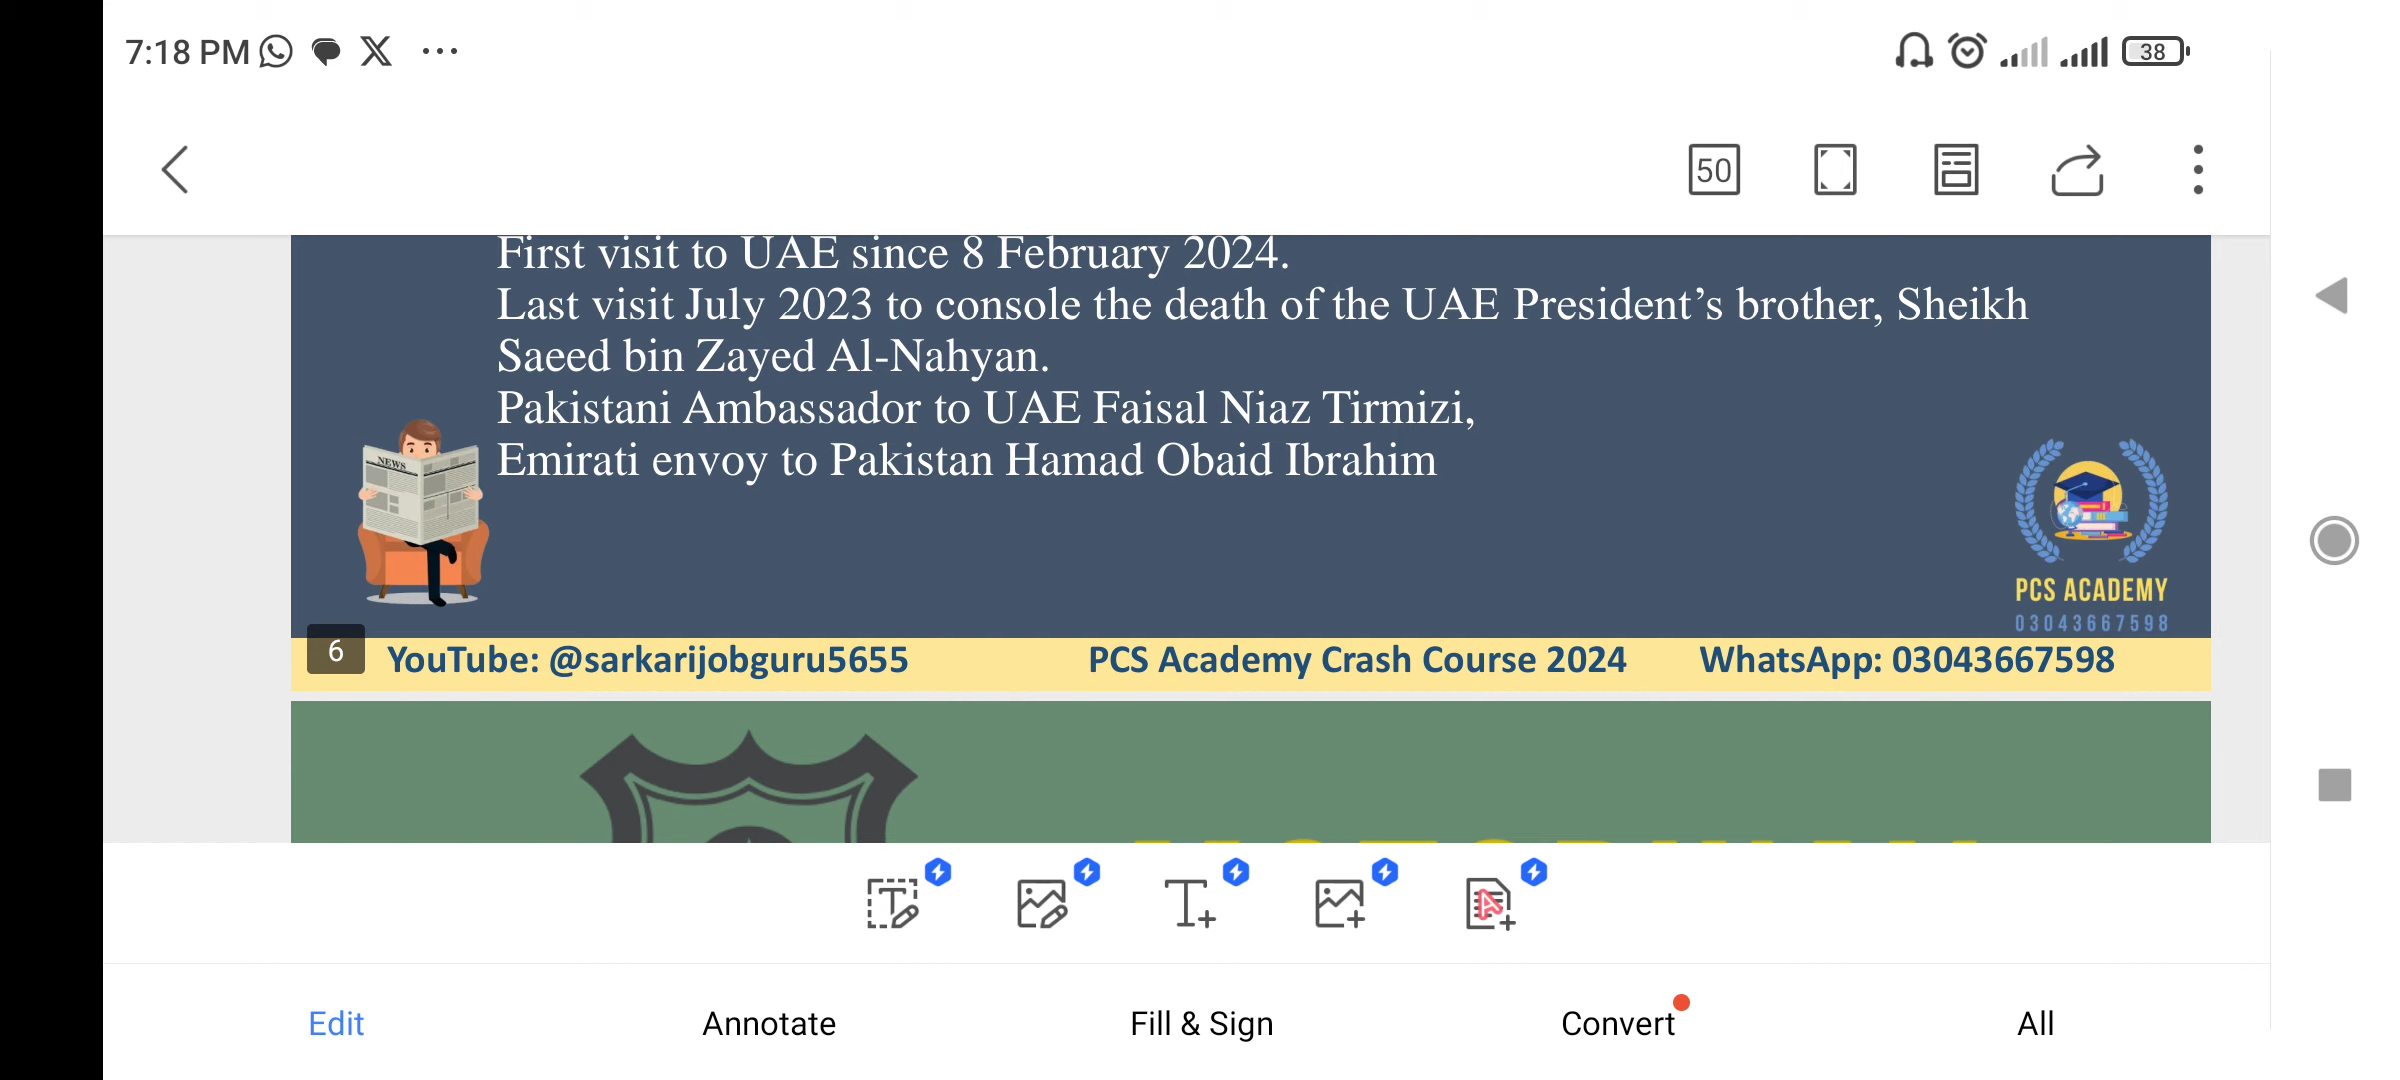 7:18 PM
38
50
First visit to UAE since 8 February 2024.
Last visit July 2023 to console the death of the UAE President’s brother, Sheikh
Saeed bin Zayed Al-Nahyan.
Pakistani Ambassador to UAE Faisal Niaz Tirmizi,
Emirati envoy to Pakistan Hamad Obaid Ibrahim
NEWS
PCS ACADEMY
03043667598
6
YouTube: @sarkarijobguru5655 PCS Academy Crash Course 2024 WhatsApp: 03043667598
Edit Annotate Fill & Sign Convert All